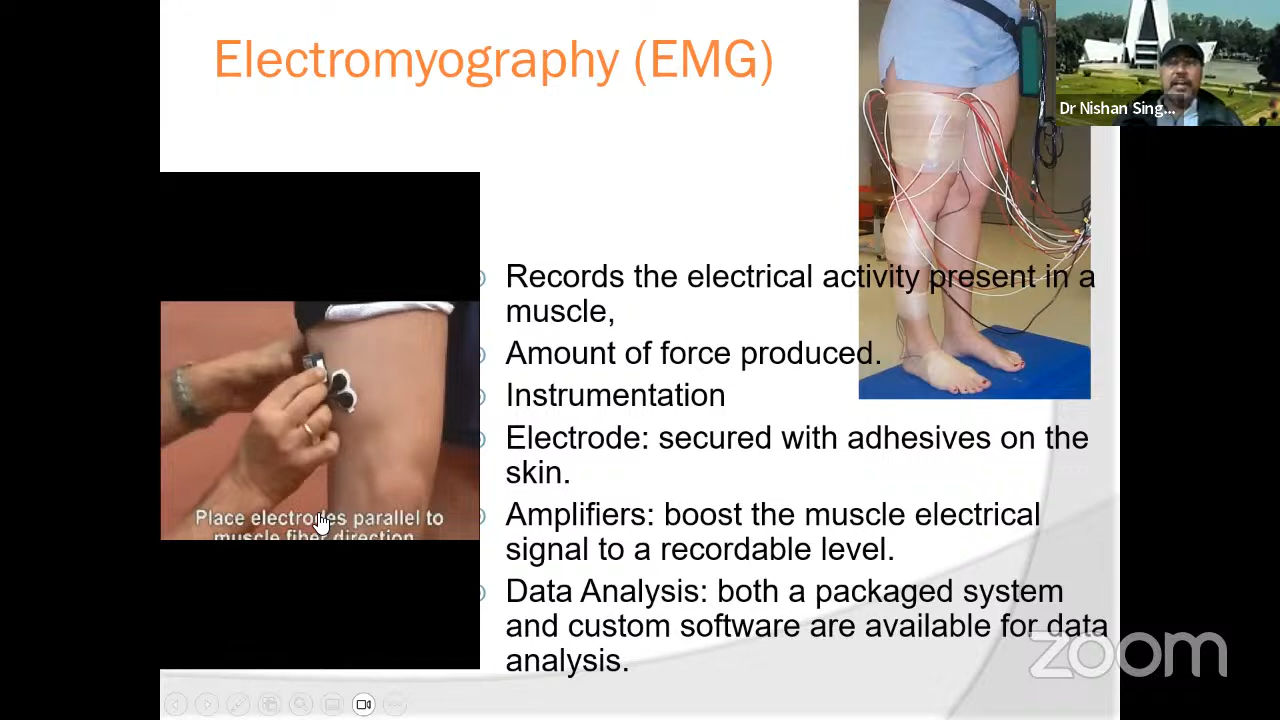 Electromyography (EMG)
Dr Nishan Sing...
Records the electrical activity present in a
muscle,
Amount of force produced.
Instrumentation
Electrode: secured with adhesives on the
skin.
Amplifiers: boost the muscle electrical
signal to a recordable level.
Data Analysis: both a packaged system
and custom software are available for data
analysis.
Place electrodes parallel to
muscle fiber direction
zoom